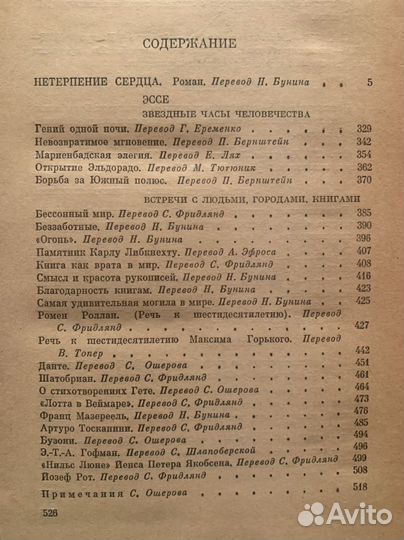 СОДЕРЖАНИЕ
НЕТЕРПЕНИЕ СЕРДЦА. Роман. Перевод Н. Бунина . . 5
ЭССЕ
ЗВЕЗДНЫЕ ЧАСЫ ЧЕЛОВЕЧЕСТВА
Гений одной ночи. Перевод Г. Еременко . . . . . 329
Невозвратимое мгновение. Перевод П. Бернштейн . 342
Мариенбадская элегия. Перевод Е. Лях . . . . 354
Открытие Эльдорадо. Перевод М. Тютюник . . . 362
Борьба за Южный полюс. Перевод П. Бернштейн . 370
ВСТРЕЧИ С ЛЮДЬМИ, ГОРОДАМИ, КНИГАМИ
Бессонный мир. Перевод С. Фридлянд . . . . . 385
Беззаботные. Перевод Н. Бунина . . . . . . 390
«Огонь». Перевод Н. Бунина . . . . . . . 396
Памятник Карлу Либкнехту. Перевод А. Эфроса . 407
Книга как врата в мир. Перевод С. Фридлянд . . 408
Смысл и красота рукописей. Перевод Н. Бунина . 416
Благодарность книгам. Перевод Н. Бунина . . . 423
Самая удивительная могила в мире. Перевод Н. Бунина . 425
Ромен Роллан. (Речь к шестидесятилетию). Перевод
С. Фридлянд . . . . . . . . . . 427
Речь к шестидесятилетию Максима Горького. Перевод
В. Топер . . . . . . . . . . . 442
Данте. Перевод С. Ошерова . . . . . . . 451
Шатобриан. Перевод С. Фридлянд . . . . . 461
О стихотворениях Гете. Перевод С. Ошерова . . 464
«Лотта в Веймаре». Перевод С. Фридлянд . . . 473
Франц Мазереель. Перевод Н. Бунина . . . . 476
Артуро Тосканини. Перевод С. Фридлянд . . . 485
Бузони. Перевод С. Ошерова . . . . . . . 494
Э.-Т.-А. Гофман. Перевод С. Шлапоберской . . . 496
«Нильс Люне» Йенса Петера Якобсена. Перевод С. Фридлянд 499
Йозеф Рот. Перевод С. Фридлянд . . . . . . 508
Примечания С. Ошерова . . . . . . . 518
526
Avito